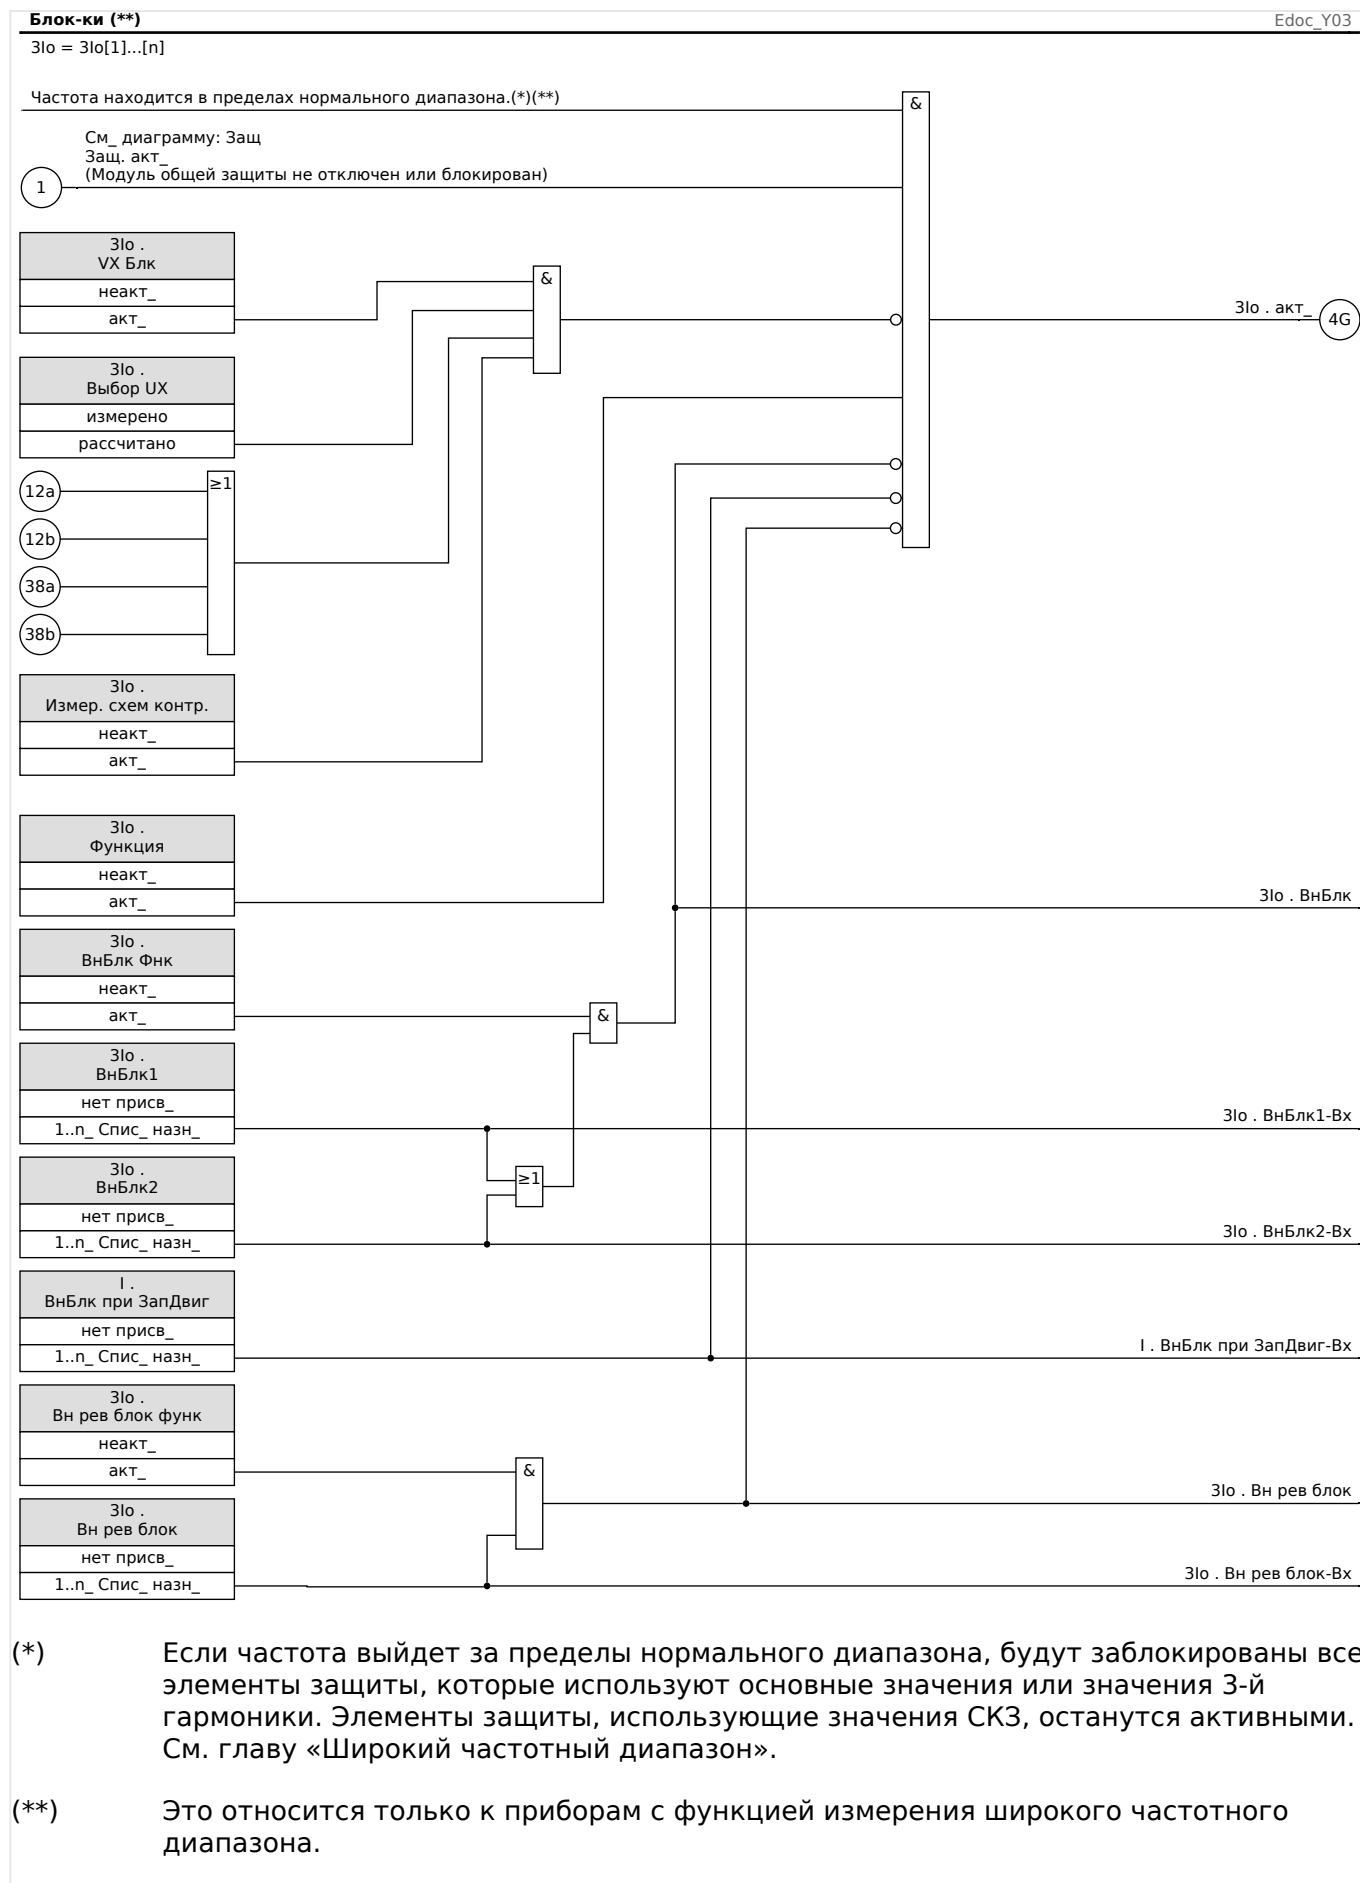 Блок-ки (**)
Edoc_Y03
3Io = 3Io[1]...[n]
Частота находится в пределах нормального диапазона.(*)(**)
&
См_ диаграмму: Защ
Защ. акт_
(Модуль общей защиты не отключен или блокирован)
1
3Io .
VX Блк
неакт_
акт_
&
3Io . акт_
4G
3Io .
Выбор UX
измерено
рассчитано
12a
≥1
12b
38a
38b
3Io .
Измер. схем контр.
неакт_
акт_
3Io .
Функция
неакт_
акт_
3Io . ВнБлк
3Io .
ВнБлк Фнк
неакт_
акт_
&
3Io .
ВнБлк1
нет присв_
1..n_ Спис_ назн_
3Io . ВнБлк1-Вх
≥1
3Io .
ВнБлк2
нет присв_
1..n_ Спис_ назн_
3Io . ВнБлк2-Вх
I .
ВнБлк при ЗапДвиг
нет присв_
1..n_ Спис_ назн_
I . ВнБлк при ЗапДвиг-Вх
3Io .
Вн рев блок функ
неакт_
акт_
&
3Io . Вн рев блок
3Io .
Вн рев блок
нет присв_
1..n_ Спис_ назн_
3Io . Вн рев блок-Вх
(*) Если частота выйдет за пределы нормального диапазона, будут заблокированы все
элементы защиты, которые используют основные значения или значения 3-й
гармоники. Элементы защиты, использующие значения СКЗ, останутся активными.
См. главу «Широкий частотный диапазон».
(**) Это относится только к приборам с функцией измерения широкого частотного
диапазона.